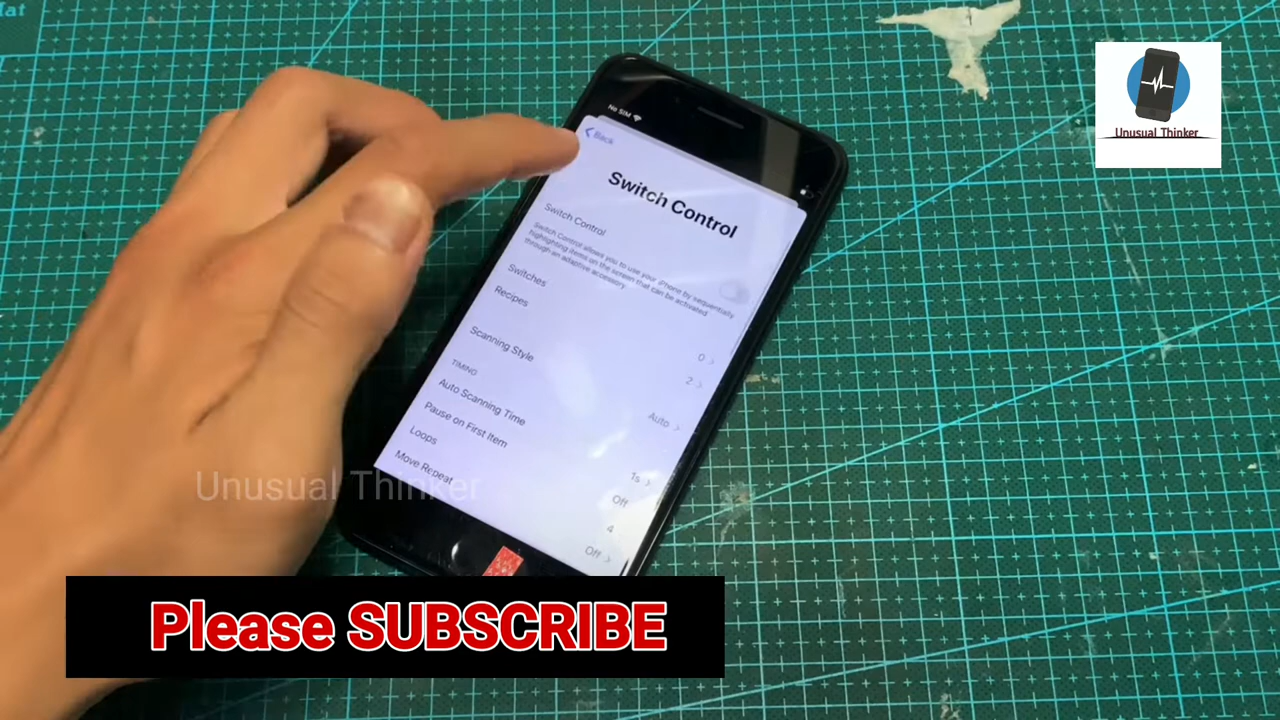 Mat
Unusual Thinker
No SIM
Back
Switch Control
Switch Control
Switch Control allows you to use your iPhone by sequentially
highlighting items on the screen that can be activated
through an adaptive accessory.
Switches 0
Recipes 2
Scanning Style Auto
TIMING
Auto Scanning Time 1s
Pause on First Item Off
Loops 4
Move Repeat Off
Unusual Thinker
Please SUBSCRIBE